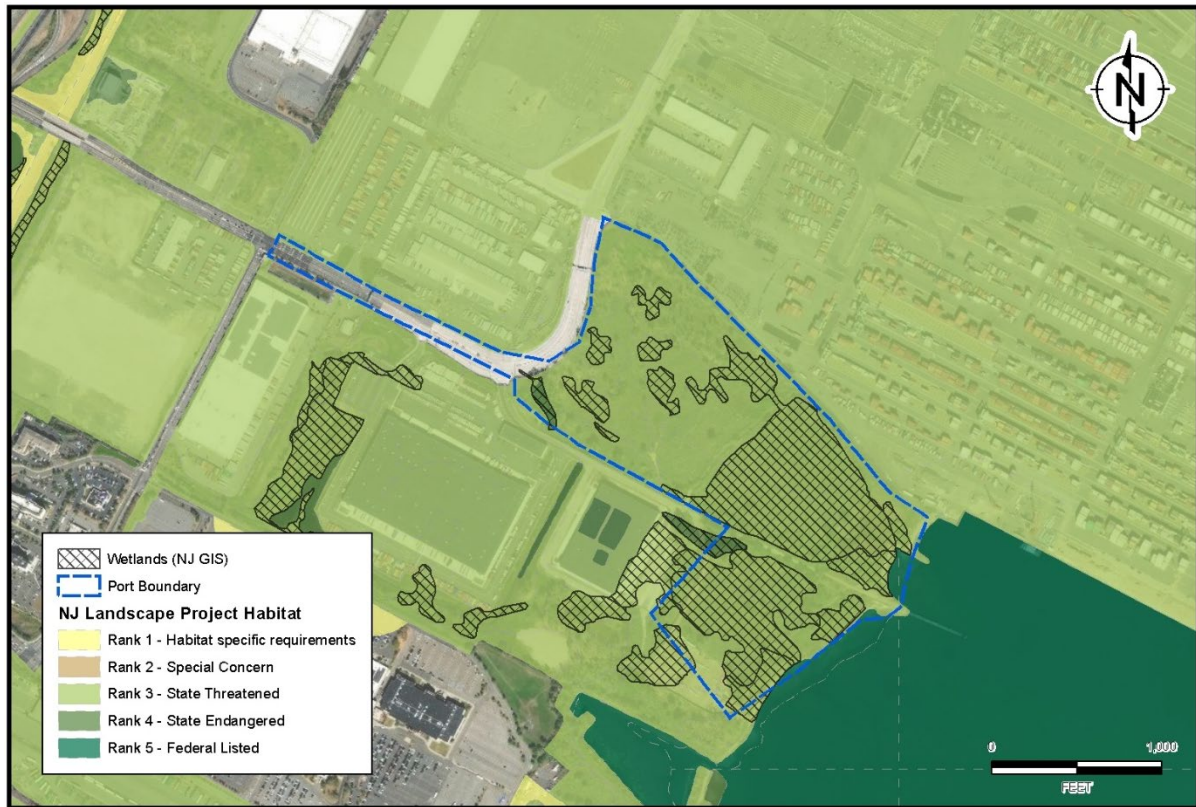 N
Wetlands (NJ GIS)
Port Boundary
NJ Landscape Project Habitat
Rank 1 - Habitat specific requirements
Rank 2 - Special Concern
Rank 3 - State Threatened
Rank 4 - State Endangered
Rank 5 - Federal Listed
0 1,000
FEET